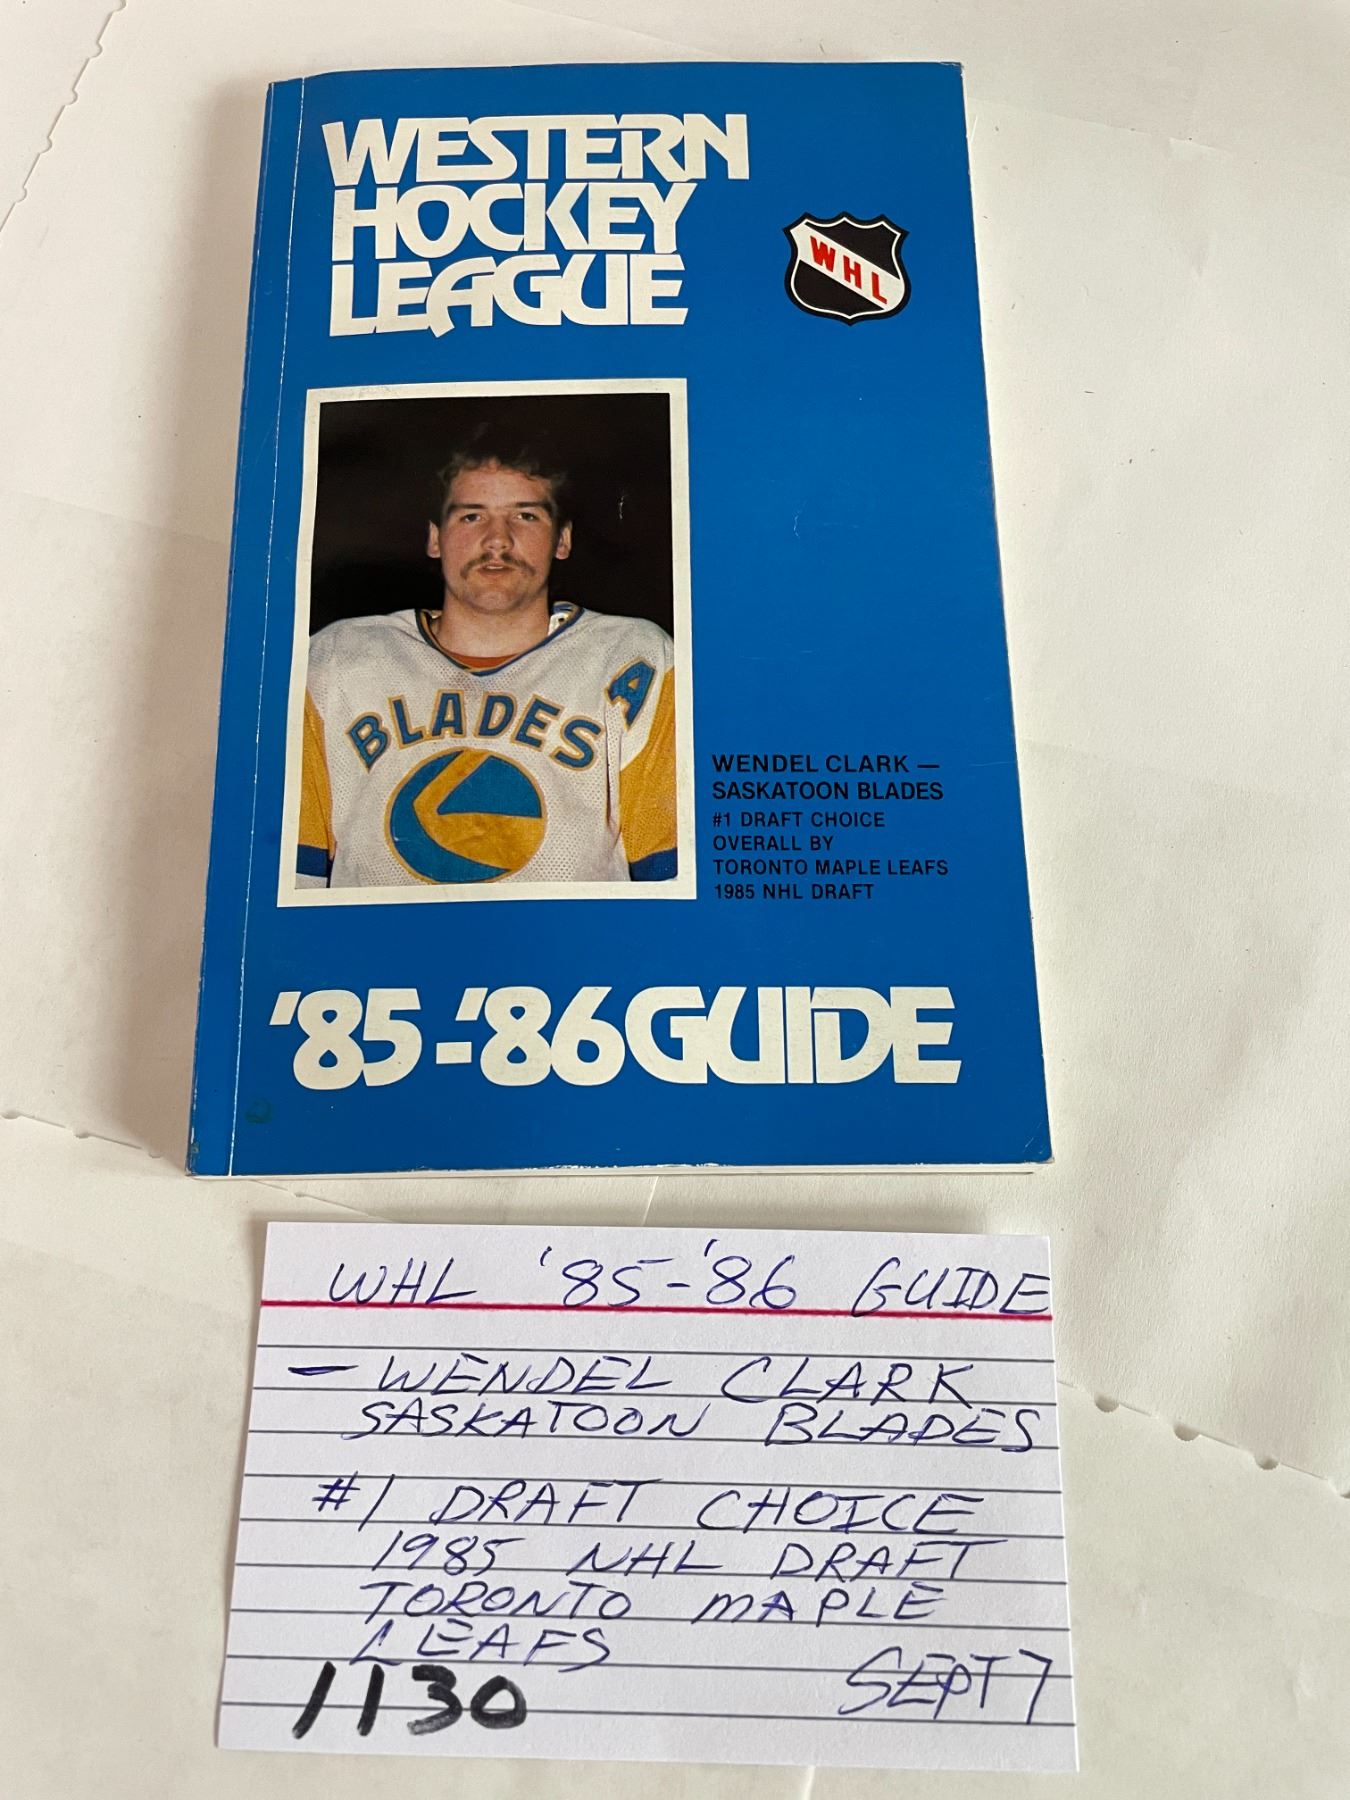 WESTERN
HOCKEY
LEAGUE
WHL
BLADES
A
WENDEL CLARK —
SASKATOON BLADES
#1 DRAFT CHOICE
OVERALL BY
TORONTO MAPLE LEAFS
1985 NHL DRAFT
'85-'86 GUIDE
WHL '85-'86 GUIDE
— WENDEL CLARK
SASKATOON BLADES
#1 DRAFT CHOICE
1985 NHL DRAFT
TORONTO MAPLE
LEAFS
SEPT 7
1130